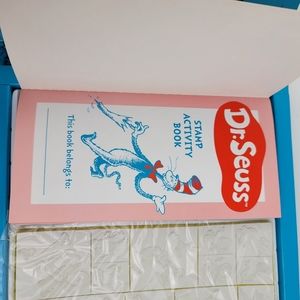 Dr. Seuss
STAMP
ACTIVITY
BOOK
This book belongs to: